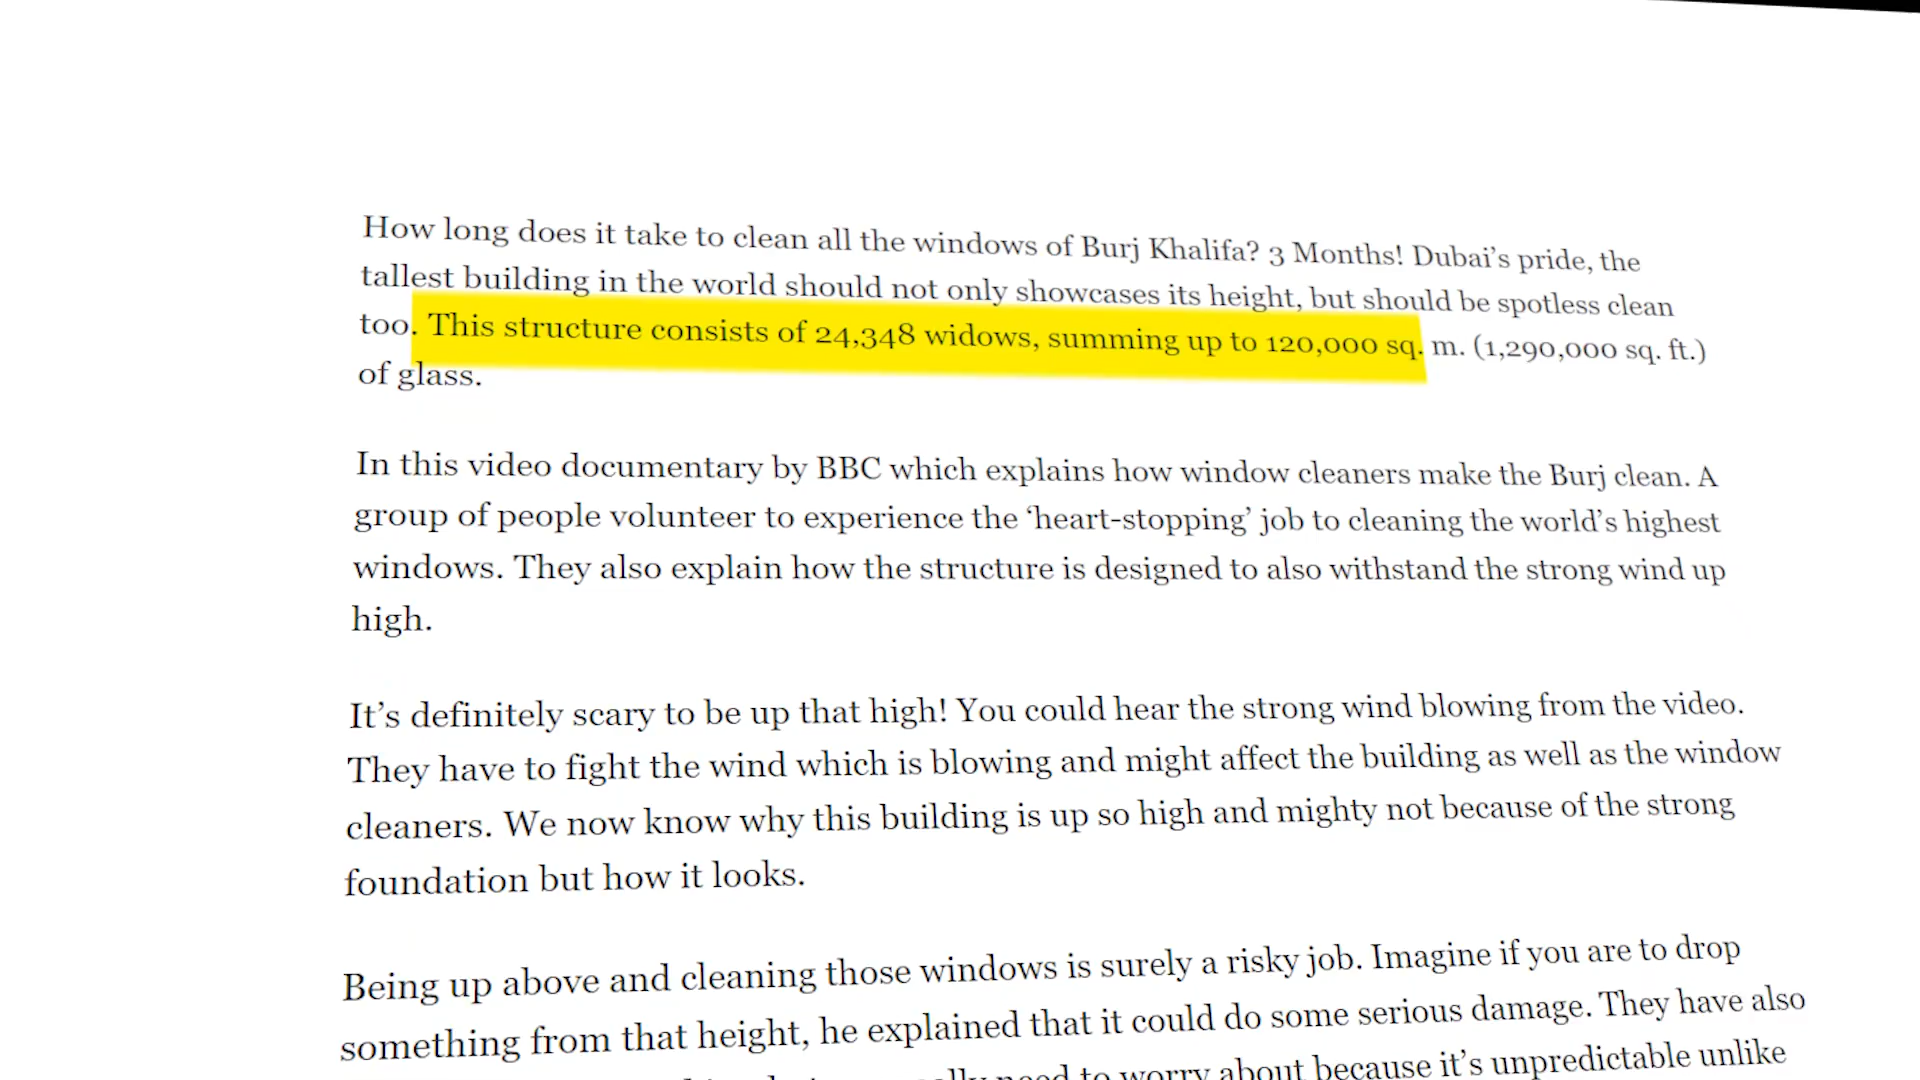 How long does it take to clean all the windows of Burj Khalifa? 3 Months! Dubai’s pride, the
tallest building in the world should not only showcases its height, but should be spotless clean
too. This structure consists of 24,348 widows, summing up to 120,000 sq. m. (1,290,000 sq. ft.)
of glass.
In this video documentary by BBC which explains how window cleaners make the Burj clean. A
group of people volunteer to experience the ‘heart-stopping’ job to cleaning the world’s highest
windows. They also explain how the structure is designed to also withstand the strong wind up
high.
It’s definitely scary to be up that high! You could hear the strong wind blowing from the video.
They have to fight the wind which is blowing and might affect the building as well as the window
cleaners. We now know why this building is up so high and mighty not because of the strong
foundation but how it looks.
Being up above and cleaning those windows is surely a risky job. Imagine if you are to drop
something from that height, he explained that it could do some serious damage. They have also
need to worry about because it’s unpredictable unlike